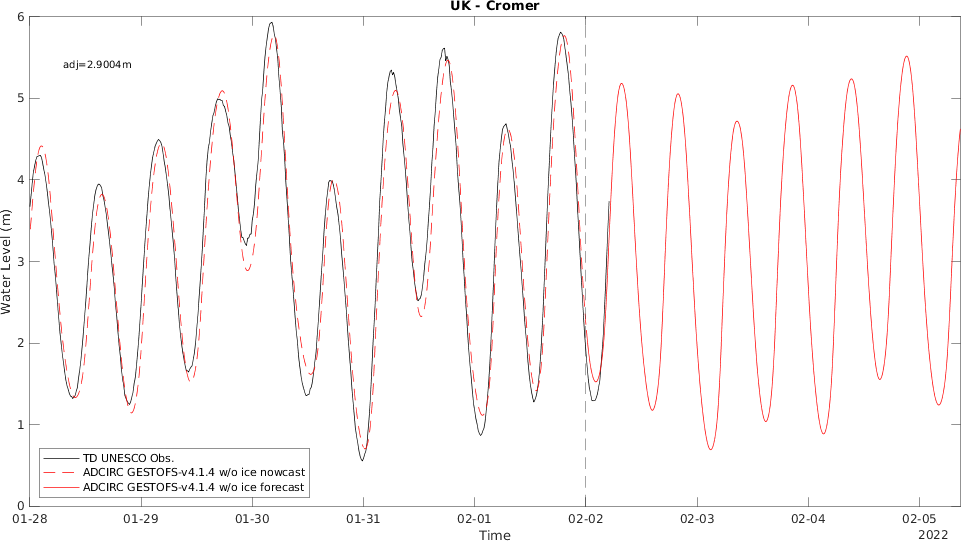 UK - Cromer
6
adj=2.9004m
5
4
3
2
1
0
Water Level (m)
TD UNESCO Obs.
ADCIRC GESTOFS-v4.1.4 w/o ice nowcast
ADCIRC GESTOFS-v4.1.4 w/o ice forecast
01-28 01-29 01-30 01-31 02-01 02-02 02-03 02-04 02-05
Time
2022